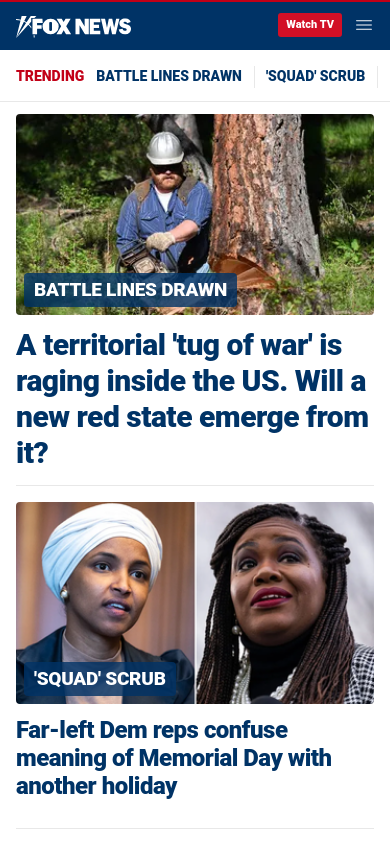 FOX NEWS
Watch TV
TRENDING BATTLE LINES DRAWN 'SQUAD' SCRUB
BATTLE LINES DRAWN
A territorial 'tug of war' is
raging inside the US. Will a
new red state emerge from
it?
'SQUAD' SCRUB
Far-left Dem reps confuse
meaning of Memorial Day with
another holiday